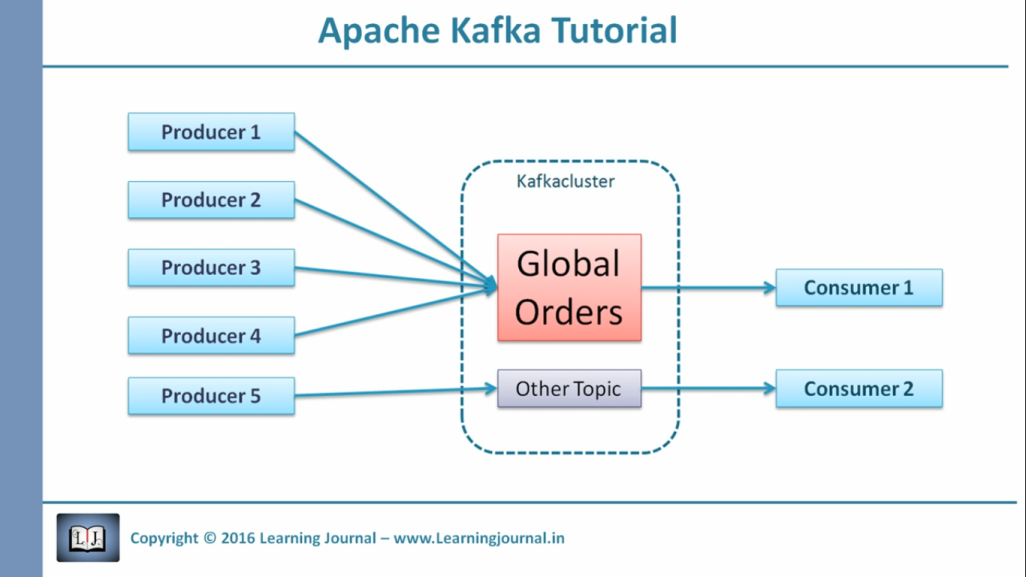 Apache Kafka Tutorial
Producer 1
Producer 2
Producer 3
Producer 4
Producer 5
Kafkacluster
Global
Orders
Other Topic
Consumer 1
Consumer 2
LJ
Copyright © 2016 Learning Journal – www.Learningjournal.in